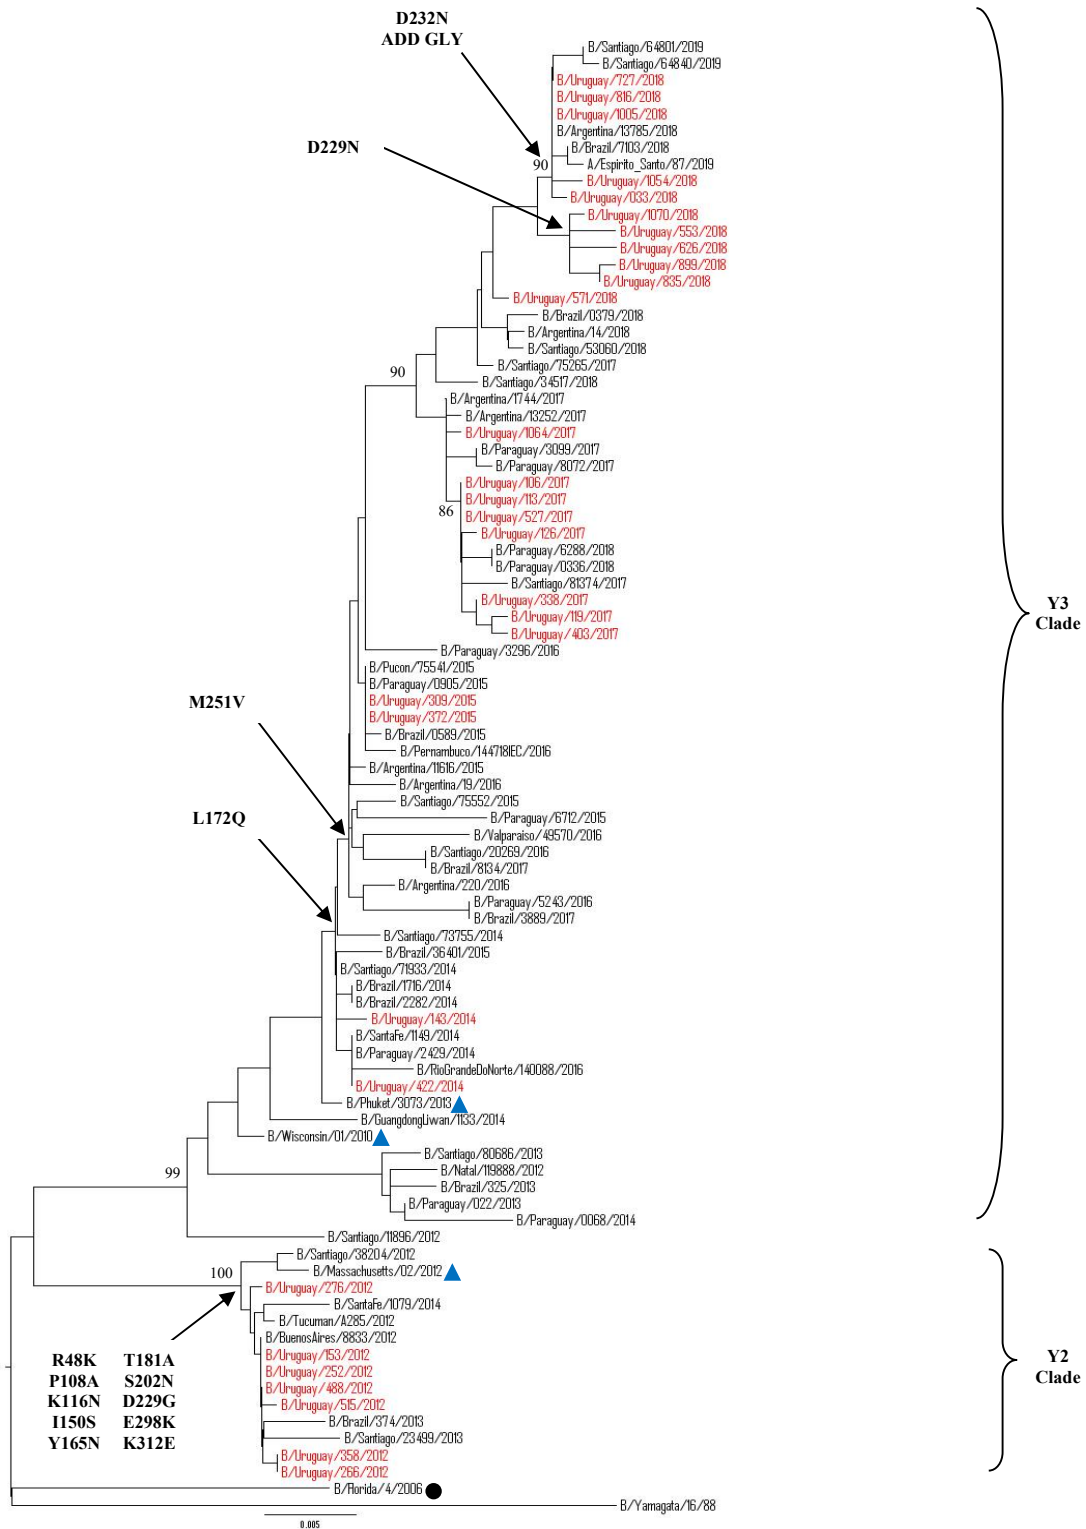 D232N
ADD GLY
B/Santiago/64801/2019
B/Santiago/64840/2019
B/Uruguay/727/2018
B/Uruguay/816/2018
B/Uruguay/1005/2018
B/Argentina/13785/2018
D229N
B/Brazil/7103/2018
90
A/Espirito_Santo/87/2019
B/Uruguay/1054/2018
B/Uruguay/033/2018
B/Uruguay/1070/2018
B/Uruguay/553/2018
B/Uruguay/626/2018
B/Uruguay/899/2018
B/Uruguay/835/2018
B/Uruguay/571/2018
B/Brazil/0379/2018
B/Argentina/14/2018
B/Santiago/53060/2018
B/Santiago/75265/2017
90
B/Santiago/34517/2018
B/Argentina/1744/2017
B/Argentina/13252/2017
B/Uruguay/1064/2017
B/Paraguay/3099/2017
B/Paraguay/8072/2017
B/Uruguay/106/2017
B/Uruguay/113/2017
86
B/Uruguay/527/2017
B/Uruguay/126/2017
B/Paraguay/6288/2018
B/Paraguay/0336/2018
B/Santiago/81374/2017
B/Uruguay/338/2017
Y3
Clade
B/Uruguay/119/2017
B/Uruguay/403/2017
B/Paraguay/3296/2016
B/Pucon/75541/2015
B/Paraguay/0905/2015
M251V
B/Uruguay/309/2015
B/Uruguay/372/2015
B/Brazil/0589/2015
B/Pernambuco/144718IEC/2016
B/Argentina/11616/2015
B/Argentina/19/2016
B/Santiago/75552/2015
L172Q
B/Paraguay/6712/2015
B/Valparaiso/49570/2016
B/Santiago/20269/2016
B/Brazil/8134/2017
B/Argentina/220/2016
B/Paraguay/5243/2016
B/Brazil/3889/2017
B/Santiago/73755/2014
B/Brazil/36401/2015
B/Santiago/71933/2014
B/Brazil/1716/2014
B/Brazil/2282/2014
B/Uruguay/143/2014
B/SantaFe/1149/2014
B/Paraguay/2429/2014
B/RioGrandeDoNorte/140088/2016
B/Uruguay/422/2014
B/Phuket/3073/2013
B/GuangdongLiwan/1133/2014
B/Wisconsin/01/2010
B/Santiago/80686/2013
99
B/Natal/119888/2012
B/Brazil/325/2013
B/Paraguay/022/2013
B/Paraguay/0068/2014
B/Santiago/11896/2012
B/Santiago/38204/2012
100
B/Massachusetts/02/2012
B/Uruguay/276/2012
B/SantaFe/1079/2014
B/Tucuman/A285/2012
B/BuenosAires/8833/2012
B/Uruguay/153/2012
B/Uruguay/252/2012
B/Uruguay/488/2012
B/Uruguay/515/2012
B/Brazil/374/2013
B/Santiago/23499/2013
B/Uruguay/358/2012
B/Uruguay/266/2012
Y2
Clade
R48K T181A
P108A S202N
K116N D229G
I150S E298K
Y165N K312E
B/Florida/4/2006
B/Yamagata/16/88
0.005